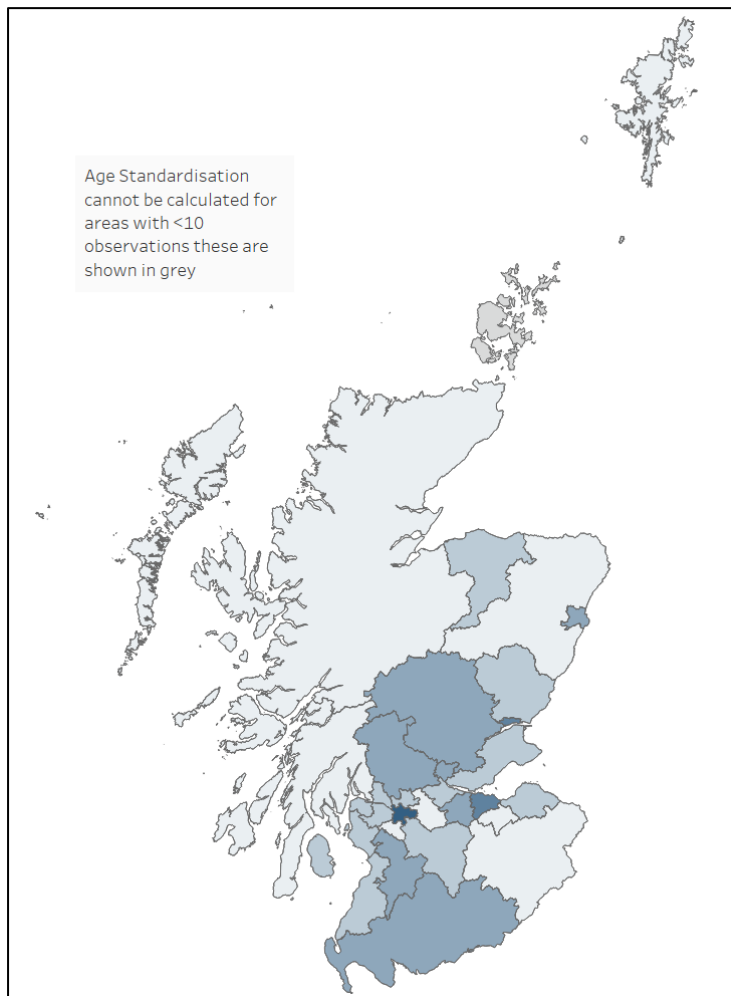 Age Standardisation
cannot be calculated for
areas with <10
observations these are
shown in grey